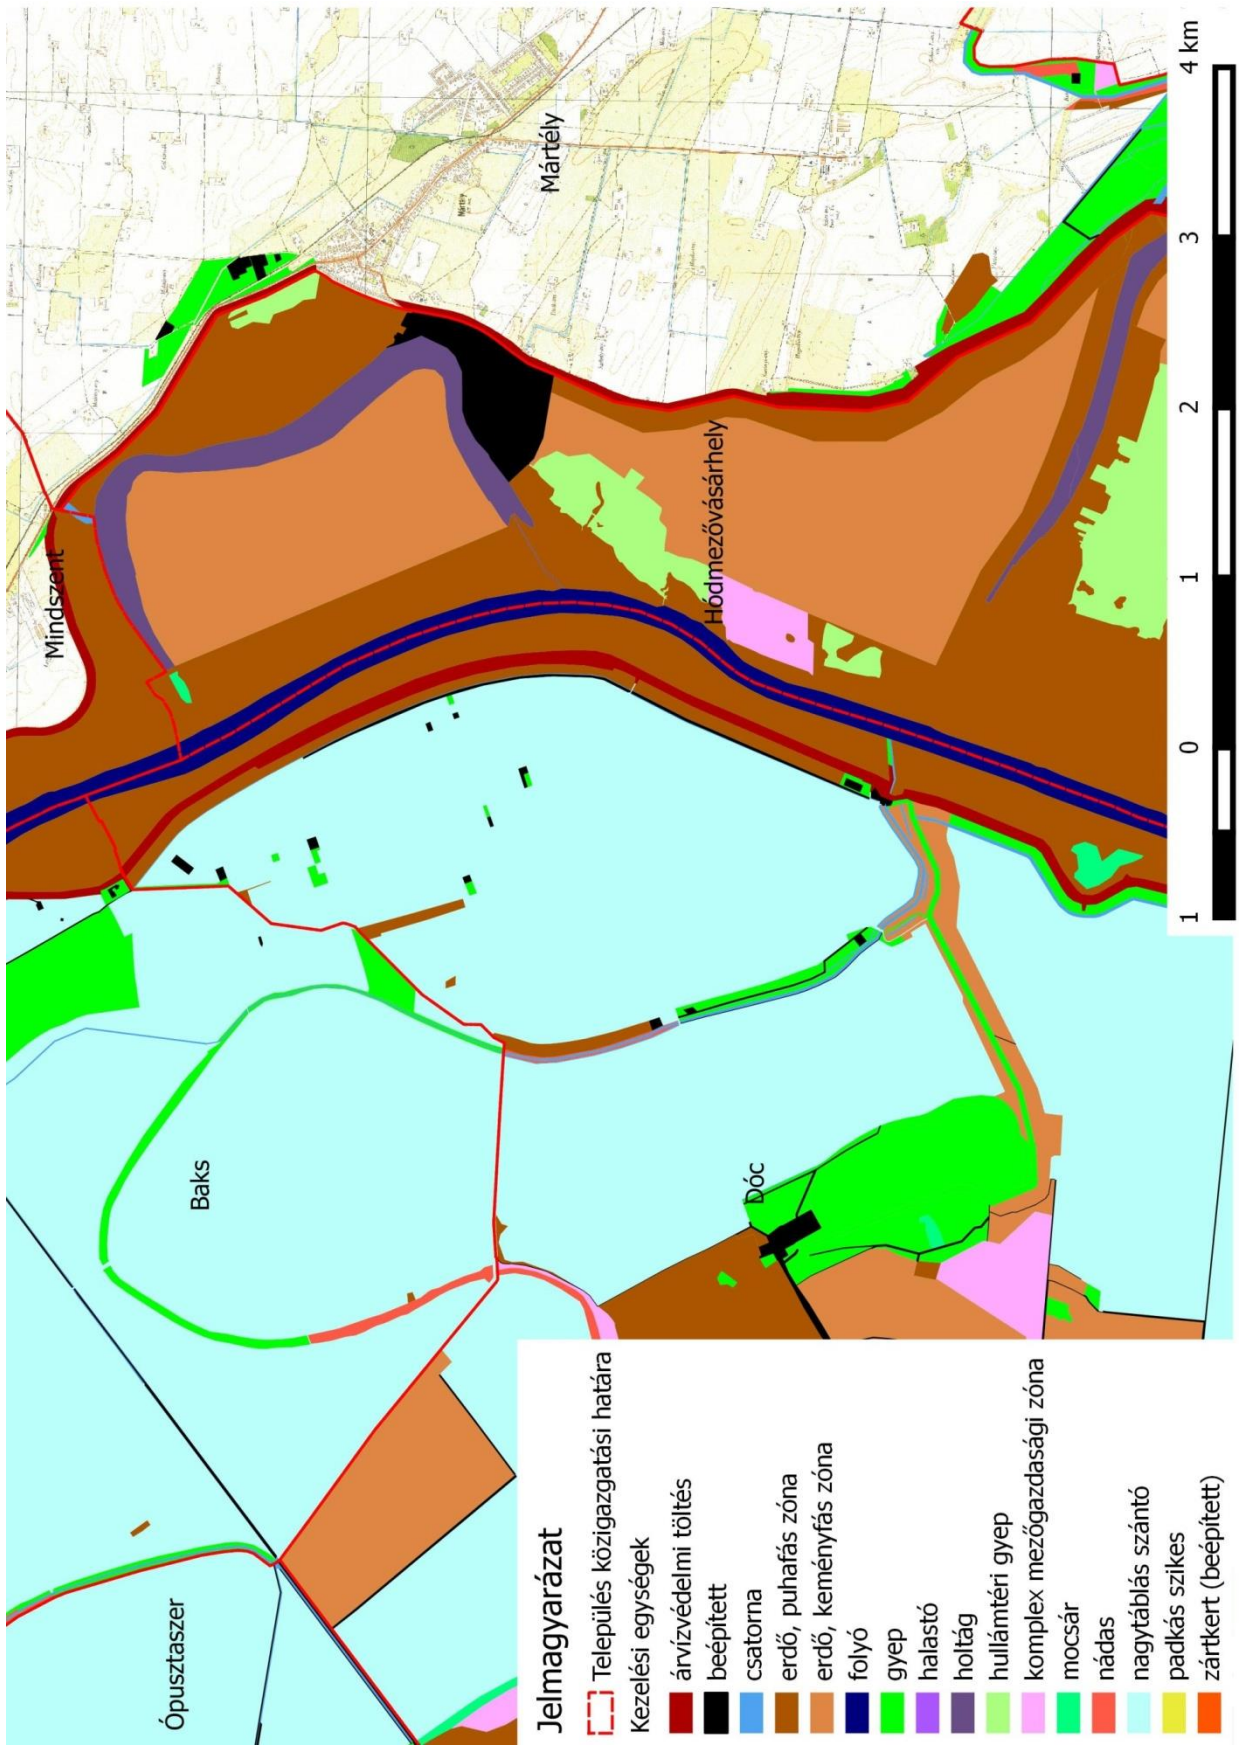 Mindszent
Mártély
Mártély
Hódmezővásárhely
Baks
Dóc
Ópusztaszer
1 0 1 2 3 4 km
Jelmagyarázat
Település közigazgatási határa
Kezelési egységek
árvízvédelmi töltés
beépített
csatorna
erdő, puhafás zóna
erdő, keményfás zóna
folyó
gyep
halastó
holtág
hullámtéri gyep
komplex mezőgazdasági zóna
mocsár
nádas
nagytáblás szántó
padkás szikes
zártkert (beépített)